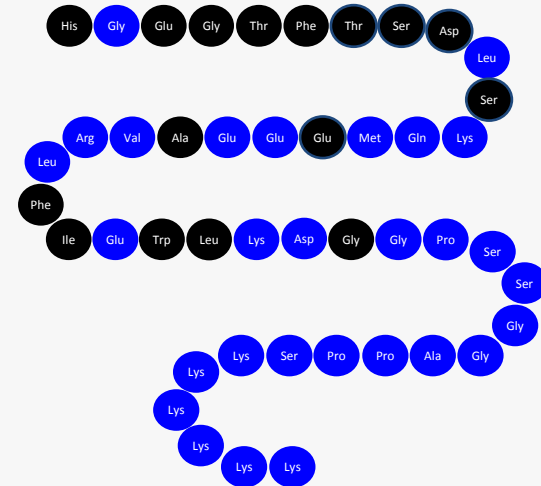 His Gly Glu Gly Thr Phe Thr Ser Asp
Leu
Ser
Arg Val Ala Glu Glu Glu Met Gln Lys
Leu
Phe
Ile Glu Trp Leu Lys Asp Gly Gly Pro
Ser
Ser
Gly
Lys Ser Pro Pro Ala Gly
Lys
Lys
Lys
Lys Lys